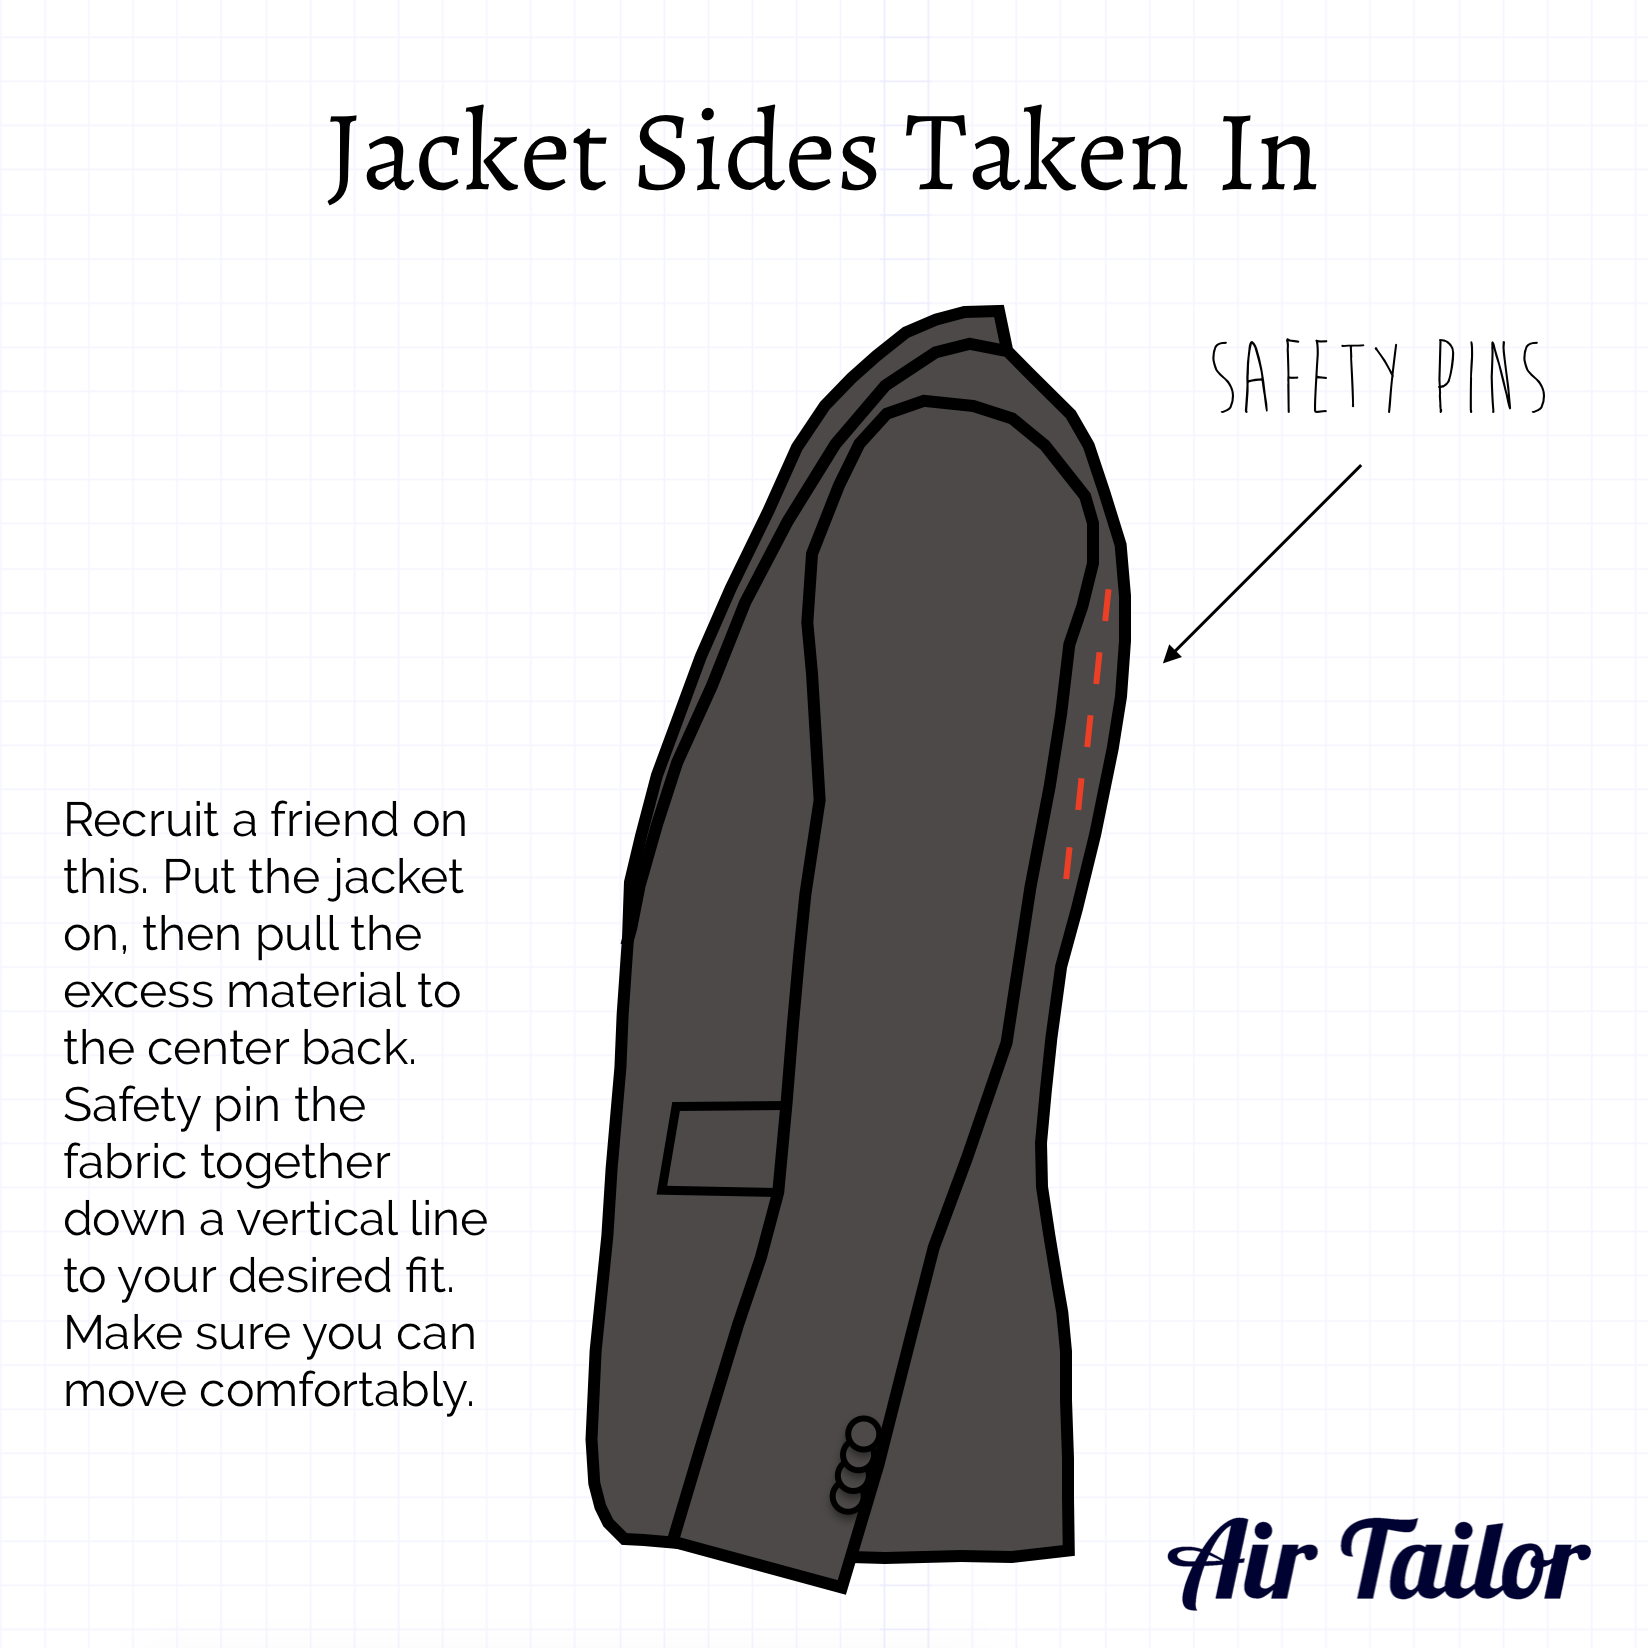 Jacket Sides Taken In
SAFETY PINS
Recruit a friend on
this. Put the jacket
on, then pull the
excess material to
the center back.
Safety pin the
fabric together
down a vertical line
to your desired fit.
Make sure you can
move comfortably.
Air Tailor